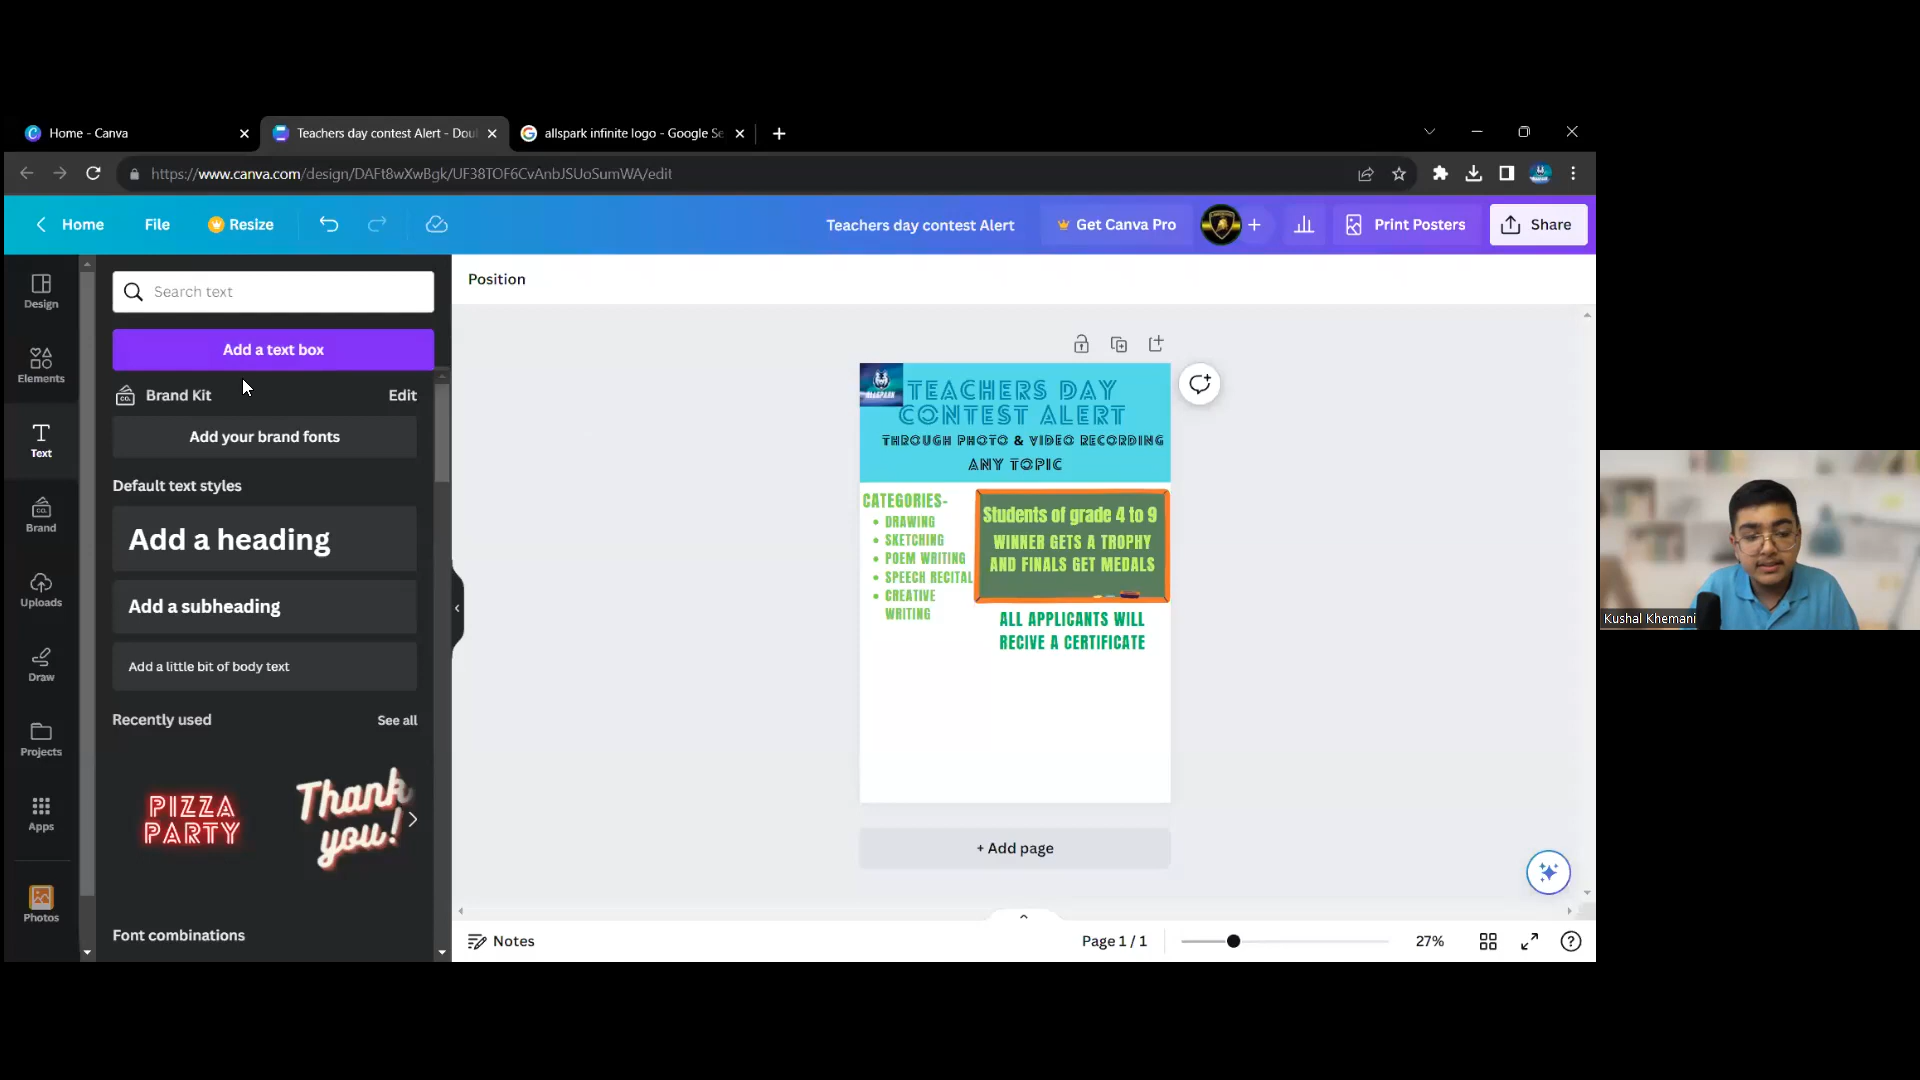 Home - Canva
Teachers day contest Alert - Dou
allspark infinite logo - Google Se
https://www.canva.com/design/DAFt8wXwBgk/UF38TOF6CvAnbJSUoSumWA/edit
Home
File
Resize
Teachers day contest Alert
Get Canva Pro
Print Posters
Share
Design
Elements
Text
Brand
Uploads
Draw
Projects
Apps
Photos
Search text
Add a text box
Brand Kit
Edit
Add your brand fonts
Default text styles
Add a heading
Add a subheading
Add a little bit of body text
Recently used
See all
PIZZA
PARTY
Thank
you!
Font combinations
Position
ALLSPARK
TEACHERS DAY
CONTEST ALERT
THROUGH PHOTO & VIDEO RECORDING
ANY TOPIC
CATEGORIES-
• DRAWING
• SKETCHING
• POEM WRITING
• SPEECH RECITAL
• CREATIVE
WRITING
Students of grade 4 to 9
WINNER GETS A TROPHY
AND FINALS GET MEDALS
ALL APPLICANTS WILL
RECIVE A CERTIFICATE
+ Add page
Notes
Page 1 / 1
27%
Kushal Khemani